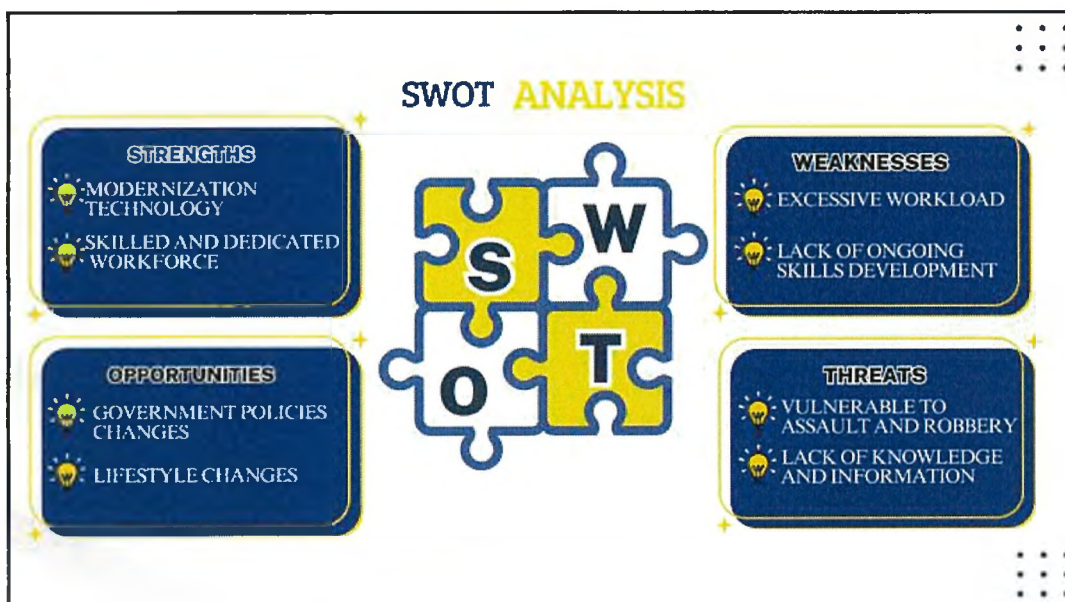 SWOT ANALYSIS
STRENGTHS
MODERNIZATION
TECHNOLOGY
SKILLED AND DEDICATED
WORKFORCE
WEAKNESSES
EXCESSIVE WORKLOAD
LACK OF ONGOING
SKILLS DEVELOPMENT
S
W
O
T
OPPORTUNITIES
GOVERNMENT POLICIES
CHANGES
LIFESTYLE CHANGES
THREATS
VULNERABLE TO
ASSAULT AND ROBBERY
LACK OF KNOWLEDGE
AND INFORMATION